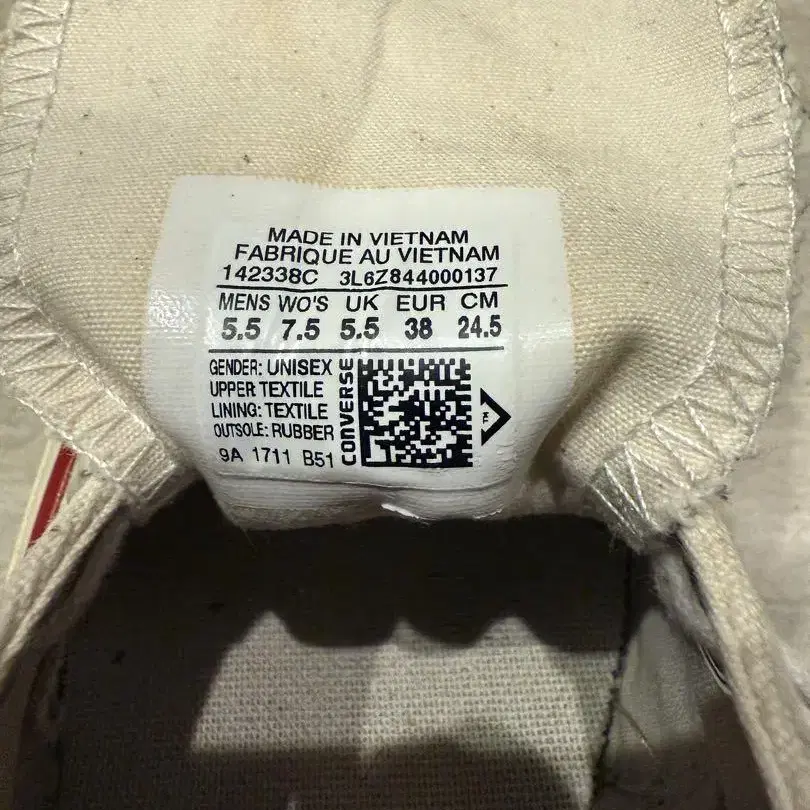 MADE IN VIETNAM
FABRIQUE AU VIETNAM
142338C 3L6Z844000137
MENS WO'S UK EUR CM
5.5 7.5 5.5 38 24.5
GENDER: UNISEX
UPPER TEXTILE
LINING: TEXTILE
OUTSOLE: RUBBER
9A 1711 B51
CONVERSE
TM